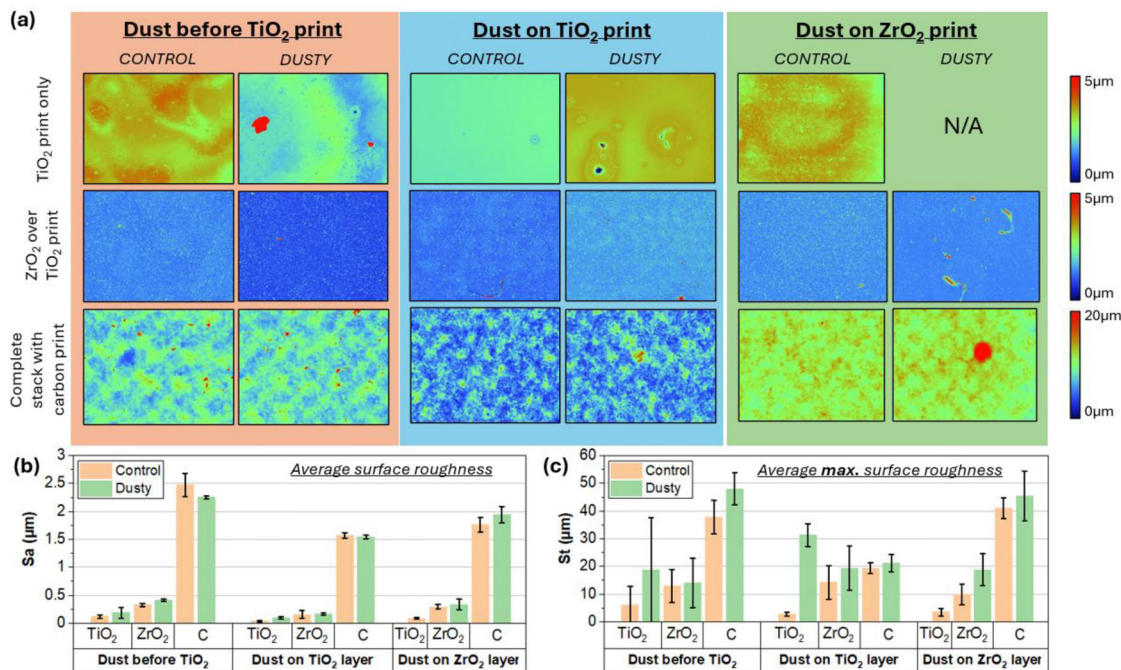 (a)
Dust before TiO₂ print
Dust on TiO₂ print
Dust on ZrO₂ print
CONTROL
DUSTY
CONTROL
DUSTY
CONTROL
DUSTY
TiO₂ print only
N/A
5µm
0µm
ZrO₂ over
TiO₂ print
5µm
0µm
Complete
stack with
carbon print
20µm
0µm
(b)
Sa (µm)
3
2.5
2
1.5
1
0.5
0
Control
Dusty
Average surface roughness
TiO₂
ZrO₂
C
TiO₂
ZrO₂
C
TiO₂
ZrO₂
C
Dust before TiO₂
Dust on TiO₂ layer
Dust on ZrO₂ layer
(c)
St (µm)
60
50
40
30
20
10
0
Control
Dusty
Average max. surface roughness
TiO₂
ZrO₂
C
TiO₂
ZrO₂
C
TiO₂
ZrO₂
C
Dust before TiO₂
Dust on TiO₂ layer
Dust on ZrO₂ layer